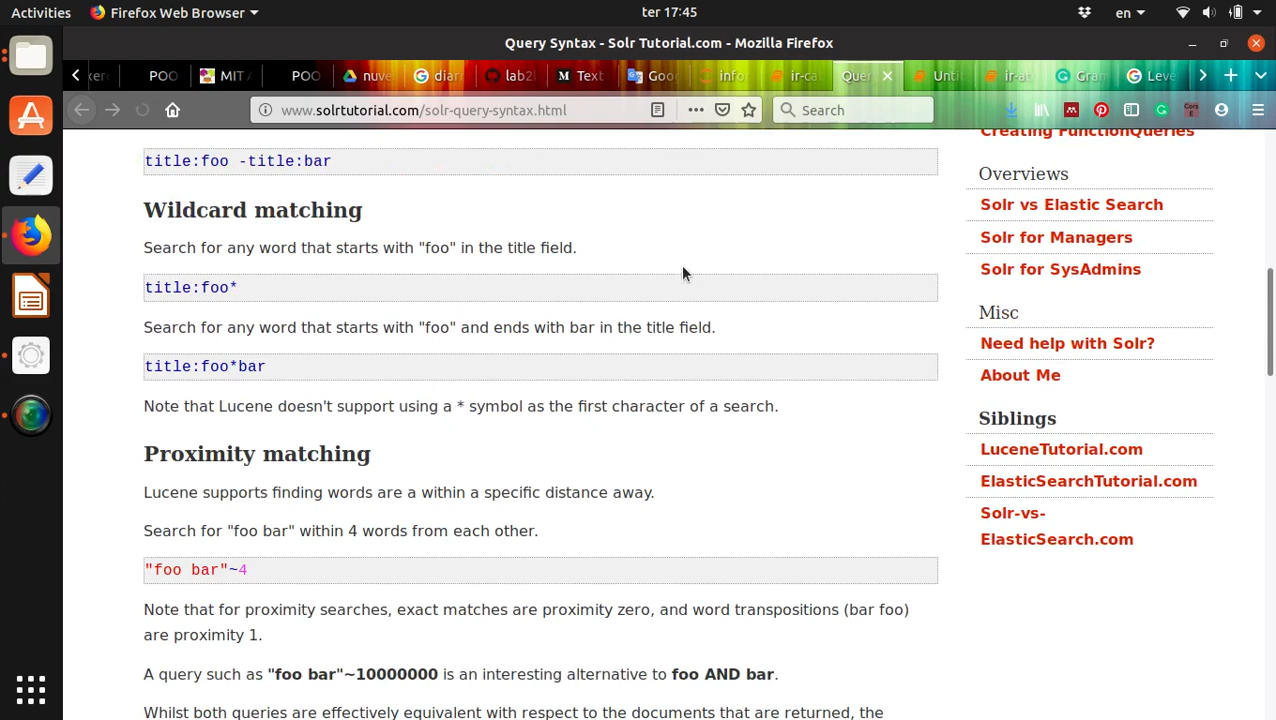 Activities Firefox Web Browser ter 17:45 en
Query Syntax - Solr Tutorial.com - Mozilla Firefox
POO MIT POO nuve diar lab2 M Text Goo info ir-ca Que Unti ir-a Gran Leve
www.solrtutorial.com/solr-query-syntax.html Search
Creating FunctionQueries
title:foo -title:bar
Wildcard matching
Search for any word that starts with "foo" in the title field.
title:foo*
Search for any word that starts with "foo" and ends with bar in the title field.
title:foo*bar
Note that Lucene doesn't support using a * symbol as the first character of a search.
Proximity matching
Lucene supports finding words are a within a specific distance away.
Search for "foo bar" within 4 words from each other.
"foo bar"~4
Note that for proximity searches, exact matches are proximity zero, and word transpositions (bar foo)
are proximity 1.
A query such as "foo bar"~10000000 is an interesting alternative to foo AND bar.
Whilst both queries are effectively equivalent with respect to the documents that are returned, the
Overviews
Solr vs Elastic Search
Solr for Managers
Solr for SysAdmins
Misc
Need help with Solr?
About Me
Siblings
LuceneTutorial.com
ElasticSearchTutorial.com
Solr-vs-
ElasticSearch.com